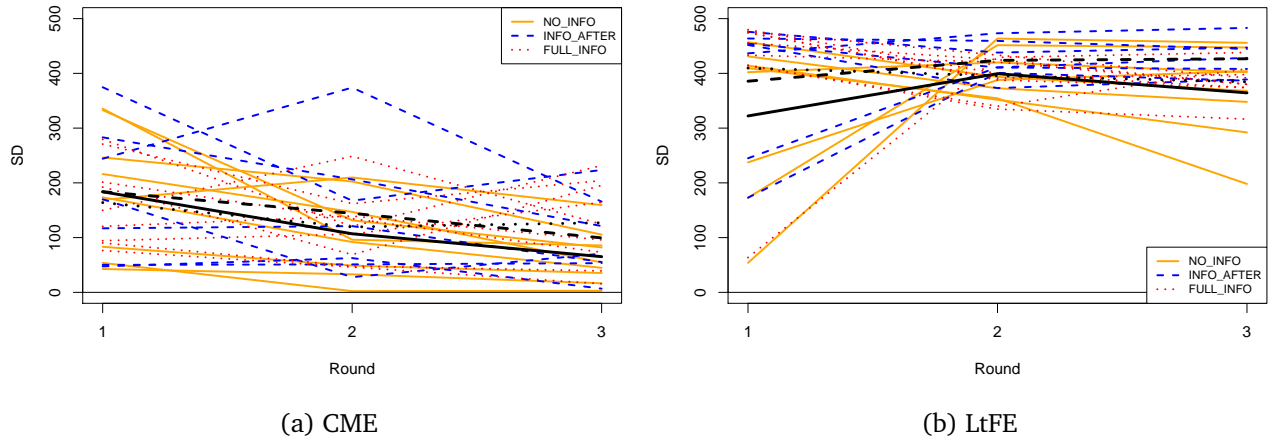 500
400
300
200
100
0
SD
NO_INFO
INFO_AFTER
FULL_INFO
1 2 3
Round
(a) CME
500
400
300
200
100
0
SD
NO_INFO
INFO_AFTER
FULL_INFO
1 2 3
Round
(b) LtFE